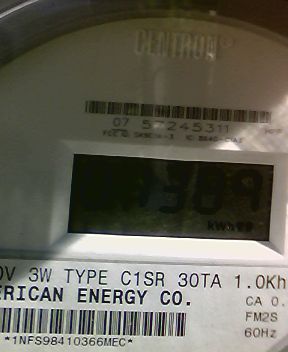 CENTRON®
07 57245311
kWh
0V 3W TYPE C1SR 30TA 1.0Kh
ERICAN ENERGY CO.
CA 0.
FM2S
60Hz
*1NFS98410366MEC*